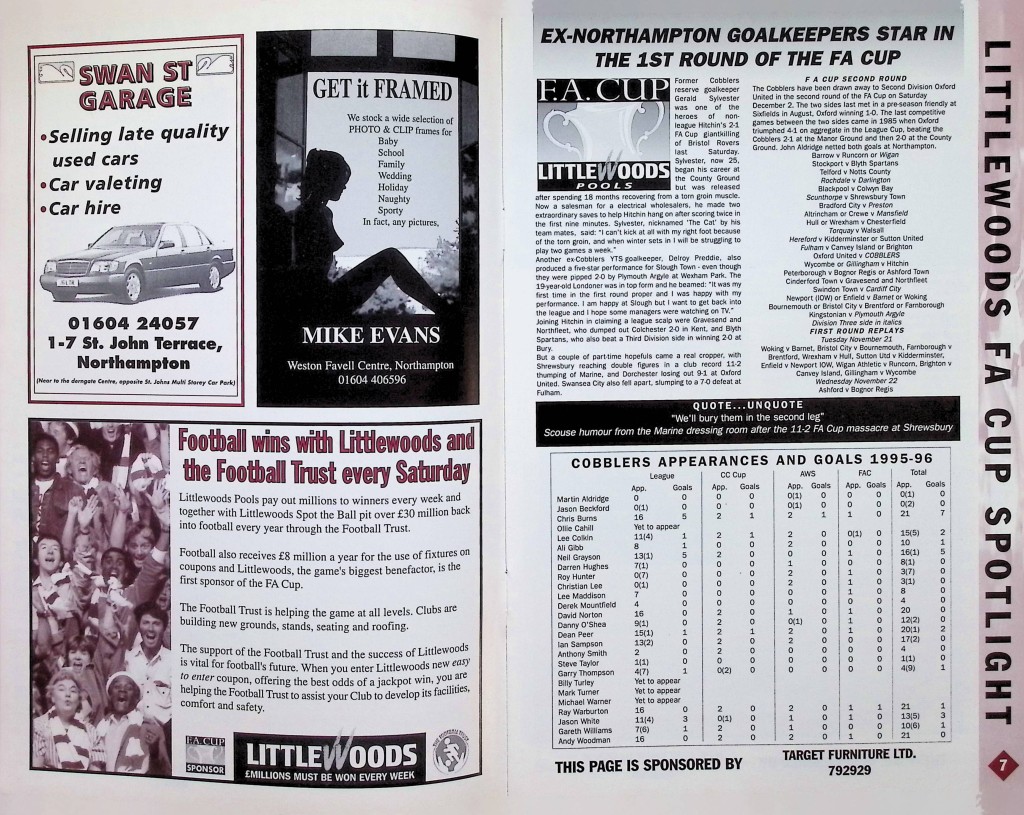 SWAN ST
GARAGE
•Selling late quality
used cars
•Car valeting
•Car hire
01604 24057
1-7 St. John Terrace,
Northampton
(Near to the derngate Centre, opposite St. Johns Multi Storey Car Park)
GET it FRAMED
We stock a wide selection of
PHOTO & CLIP frames for
Baby
School
Family
Wedding
Holiday
Naughty
Sporty
In fact, any pictures,
MIKE EVANS
Weston Favell Centre, Northampton
01604 406596
Football wins with Littlewoods and
the Football Trust every Saturday
Littlewoods Pools pay out millions to winners every week and
together with Littlewoods Spot the Ball pit over £30 million back
into football every year through the Football Trust.
Football also receives £8 million a year for the use of fixtures on
coupons and Littlewoods, the game's biggest benefactor, is the
first sponsor of the FA Cup.
The Football Trust is helping the game at all levels. Clubs are
building new grounds, stands, seating and roofing.
The support of the Football Trust and the success of Littlewoods
is vital for football's future. When you enter Littlewoods new easy
to enter coupon, offering the best odds of a jackpot win, you are
helping the Football Trust to assist your Club to develop its facilities,
comfort and safety.
F.A. CUP
SPONSOR
LITTLEWOODS
£MILLIONS MUST BE WON EVERY WEEK
EX-NORTHAMPTON GOALKEEPERS STAR IN
THE 1ST ROUND OF THE FA CUP
F.A. CUP
LITTLEWOODS
POOLS
Former Cobblers
reserve goalkeeper
Gerald Sylvester
was one of the
heroes of non-
league Hitchin's 2-1
FA Cup giantkilling
of Bristol Rovers
last Saturday.
Sylvester, now 25,
began his career at
the County Ground
but was released
after spending 18 months recovering from a torn groin muscle.
Now a salesman for a electrical wholesalers, he made two
extraordinary saves to help Hitchin hang on after scoring twice in
the first nine minutes. Sylvester, nicknamed 'The Cat' by his
team mates, said: "I can't kick at all with my right foot because
of the torn groin, and when winter sets in I will be struggling to
play two games a week."
Another ex-Cobblers YTS goalkeeper, Delroy Preddie, also
produced a five-star performance for Slough Town - even though
they were pipped 2-0 by Plymouth Argyle at Wexham Park. The
19-year-old Londoner was in top form and he beamed: "It was my
first time in the first round proper and I was happy with my
performance. I am happy at Slough but I want to get back into
the league and I hope some managers were watching on TV."
Joining Hitchin in claiming a league scalp were Gravesend and
Northfleet, who dumped out Colchester 2-0 in Kent, and Blyth
Spartans, who also beat a Third Division side in winning 2-0 at
Bury.
But a couple of part-time hopefuls came a real cropper, with
Shrewsbury reaching double figures in a club record 11-2
thumping of Marine, and Dorchester losing out 9-1 at Oxford
United. Swansea City also fell apart, slumping to a 7-0 defeat at
Fulham.
F A CUP SECOND ROUND
The Cobblers have been drawn away to Second Division Oxford
United in the second round of the FA Cup on Saturday
December 2. The two sides last met in a pre-season friendly at
Sixfields in August, Oxford winning 1-0. The last competitive
games between the two sides came in 1985 when Oxford
triumphed 4-1 on aggregate in the League Cup, beating the
Cobblers 2-1 at the Manor Ground and then 2-0 at the County
Ground. John Aldridge netted both goals at Northampton.
Barrow v Runcorn or Wigan
Stockport v Blyth Spartans
Telford v Notts County
Rochdale v Darlington
Blackpool v Colwyn Bay
Scunthorpe v Shrewsbury Town
Bradford City v Preston
Altrincham or Crewe v Mansfield
Hull or Wrexham v Chesterfield
Torquay v Walsall
Hereford v Kidderminster or Sutton United
Fulham v Canvey Island or Brighton
Oxford United v COBBLERS
Wycombe or Gillingham v Hitchin
Peterborough v Bognor Regis or Ashford Town
Cinderford Town v Gravesend and Northfleet
Swindon Town v Cardiff City
Newport (IOW) or Enfield v Barnet or Woking
Bournemouth or Bristol City v Brentford or Farnborough
Kingstonian v Plymouth Argyle
Division Three side in italics
FIRST ROUND REPLAYS
Tuesday November 21
Woking v Barnet, Bristol City v Bournemouth, Farnborough v
Brentford, Wrexham v Hull, Sutton Utd v Kidderminster,
Enfield v Newport IOW, Wigan Athletic v Runcorn, Brighton v
Canvey Island, Gillingham v Wycombe
Wednesday November 22
Ashford v Bognor Regis
QUOTE...UNQUOTE
"We'll bury them in the second leg"
Scouse humour from the Marine dressing room after the 11-2 FA Cup massacre at Shrewsbury
COBBLERS APPEARANCES AND GOALS 1995-96
League CC Cup AWS FAC Total
App. Goals App. Goals App. Goals App. Goals App. Goals
Martin Aldridge 0 0 0 0 0(1) 0 0 0 0(1) 0
Jason Beckford 0(1) 0 0 0 0(1) 0 0 0 0(2) 0
Chris Burns 16 5 2 1 2 1 1 0 21 7
Ollie Cahill Yet to appear
Lee Colkin 11(4) 1 2 1 2 0 0(1) 0 15(5) 2
Ali Gibb 8 1 0 0 2 0 0 0 10 1
Neil Grayson 13(1) 5 2 0 0 0 1 0 16(1) 5
Darren Hughes 7(1) 0 0 0 1 0 0 0 8(1) 0
Roy Hunter 0(7) 0 0 0 2 0 1 0 3(7) 0
Christian Lee 0(1) 0 0 0 2 0 1 0 3(1) 0
Lee Maddison 7 0 0 0 0 0 1 0 8 0
Derek Mountfield 4 0 0 0 0 0 0 0 4 0
David Norton 16 0 2 0 1 0 1 0 20 0
Danny O'Shea 9(1) 0 2 0 0(1) 0 1 0 12(2) 0
Dean Peer 15(1) 1 2 1 2 0 1 0 20(1) 2
Ian Sampson 13(2) 0 2 0 2 0 0 0 17(2) 0
Anthony Smith 2 0 2 0 0 0 0 0 4 0
Steve Taylor 1(1) 0 0 0 0 0 0 0 1(1) 0
Garry Thompson 4(7) 1 0(2) 0 0 0 0 0 4(9) 1
Billy Turley Yet to appear
Mark Turner Yet to appear
Michael Warner Yet to appear
Ray Warburton 16 0 2 0 2 0 1 1 21 1
Jason White 11(4) 3 0(1) 0 1 0 1 0 13(5) 3
Gareth Williams 7(6) 1 2 0 1 0 0 0 10(6) 1
Andy Woodman 16 0 2 0 2 0 1 0 21 0
THIS PAGE IS SPONSORED BY
TARGET FURNITURE LTD.
792929
LITTLEWOODS FA CUP SPOTLIGHT
7